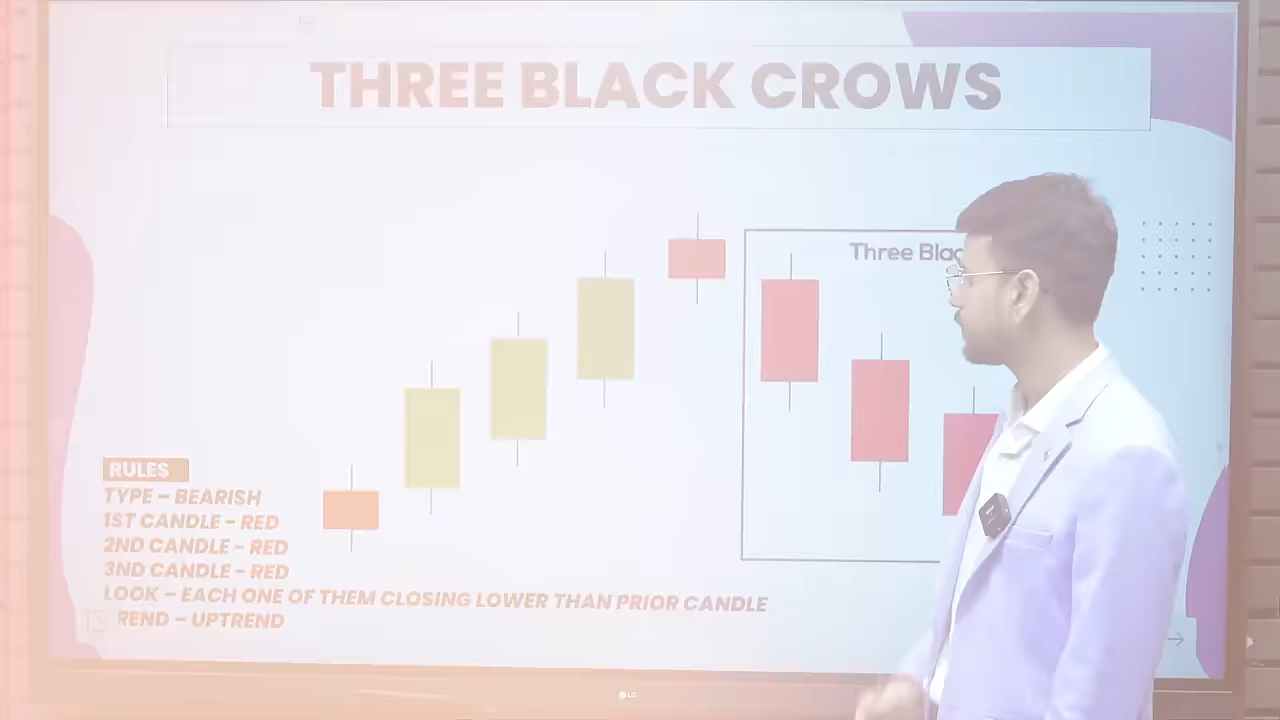 THREE BLACK CROWS
Three
RULES
TYPE – BEARISH
1ST CANDLE – RED
2ND CANDLE – RED
3ND CANDLE – RED
LOOK – EACH ONE OF THEM CLOSING LOWER THAN PRIOR CANDLE
REND – UPTREND
LG